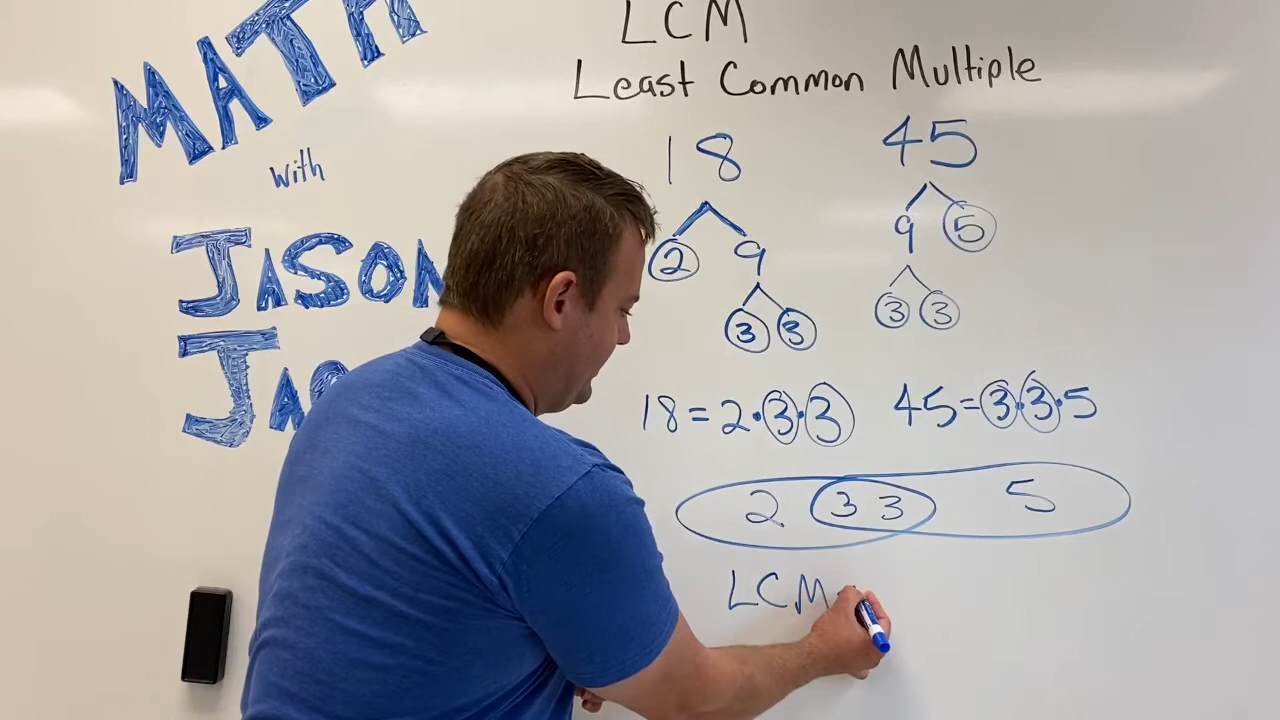 MATH
with
JASON
LCM
Least Common Multiple
18 45
2 9 9 5
3 3 3 3
18=2·3·3 45=3·3·5
2 3 3 5
LCM